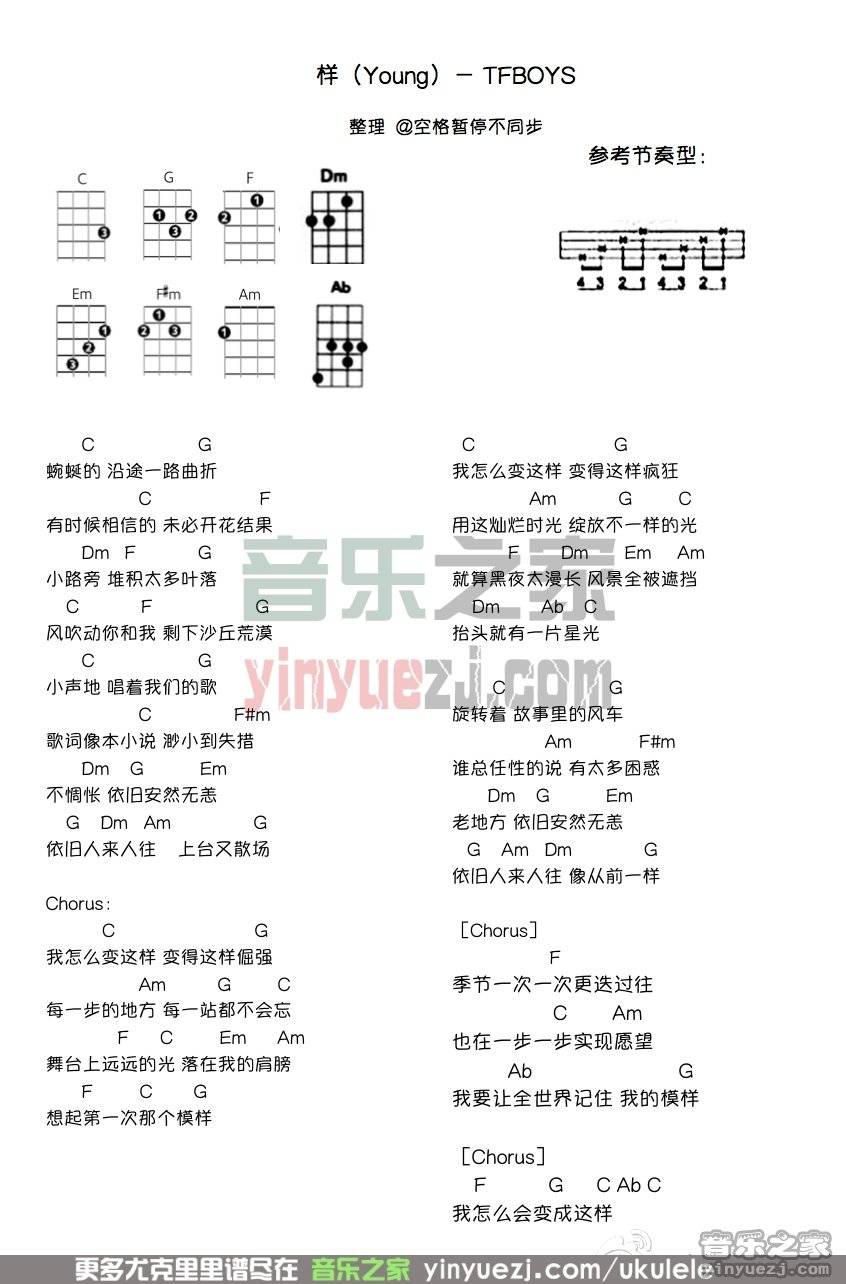 样（Young）- TFBOYS
整理 @空格暂停不同步
参考节奏型：
C G F Dm
4 3 2 1 4 3 2 1
Em F#m Am Ab
C G
蜿蜒的 沿途一路曲折
C F
有时候相信的 未必开花结果
Dm F G
小路旁 堆积太多叶落
C F G
风吹动你和我 剩下沙丘荒漠
C G
小声地 唱着我们的歌
C F#m
歌词像本小说 渺小到失措
Dm G Em
不惆怅 依旧安然无恙
G Dm Am G
依旧人来人往 上台又散场
Chorus:
C G
我怎么变这样 变得这样倔强
Am G C
每一步的地方 每一站都不会忘
F C Em Am
舞台上远远的光 落在我的肩膀
F C G
想起第一次那个模样
C G
我怎么变这样 变得这样疯狂
Am G C
用这灿烂时光 绽放不一样的光
F Dm Em Am
就算黑夜太漫长 风景全被遮挡
Dm Ab C
抬头就有一片星光
C G
旋转着 故事里的风车
Am F#m
谁总任性的说 有太多困惑
Dm G Em
老地方 依旧安然无恙
G Am Dm G
依旧人来人往 像从前一样
[Chorus]
F
季节一次一次更迭过往
C Am
也在一步一步实现愿望
Ab G
我要让全世界记住 我的模样
[Chorus]
F G C Ab C
我怎么会变成这样
音乐之家
yinyuezj.com
音乐之家
YINYUEZJ.COM
更多尤克里里谱尽在 音乐之家 yinyuezj.com/ukulele